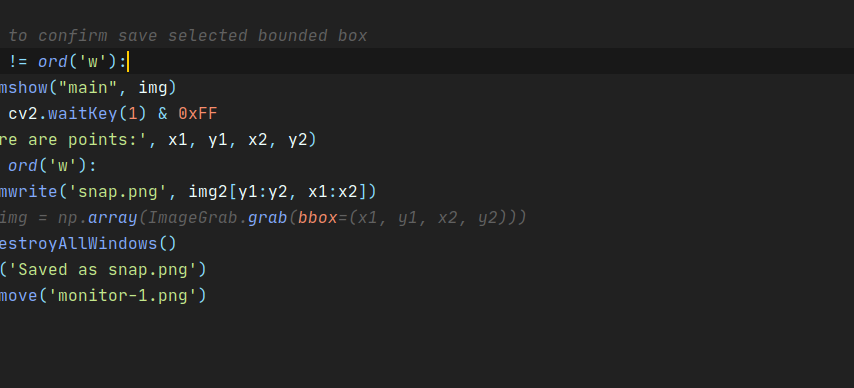 to confirm save selected bounded box
!= ord('w'):
mshow("main", img)
cv2.waitKey(1) & 0xFF
re are points:', x1, y1, x2, y2)
ord('w'):
mwrite('snap.png', img2[y1:y2, x1:x2])
img = np.array(ImageGrab.grab(bbox=(x1, y1, x2, y2)))
estroyAllWindows()
('Saved as snap.png')
move('monitor-1.png')